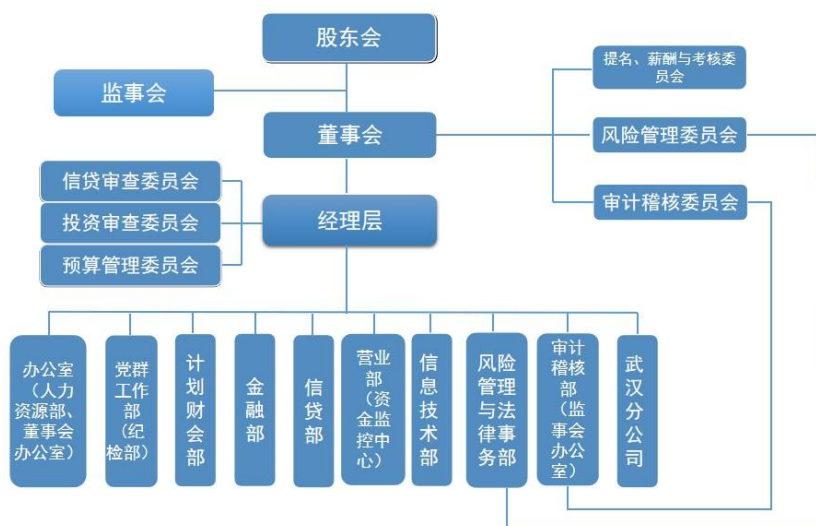 股东会
监事会
提名、薪酬与考核委
员会
董事会
风险管理委员会
信贷审查委员会
投资审查委员会
预算管理委员会
经理层
审计稽核委员会
办公室
（人力
资源部、
董事会
办公室）
党群
工作
部
（纪
检部）
计
划
财
会
部
金
融
部
信
贷
部
营业
部
（资
金监
控中
心）
信
息
技
术
部
风险
管理
与法
律事
务部
审计
稽核
部
（监
事会
办公
室）
武
汉
分
公
司